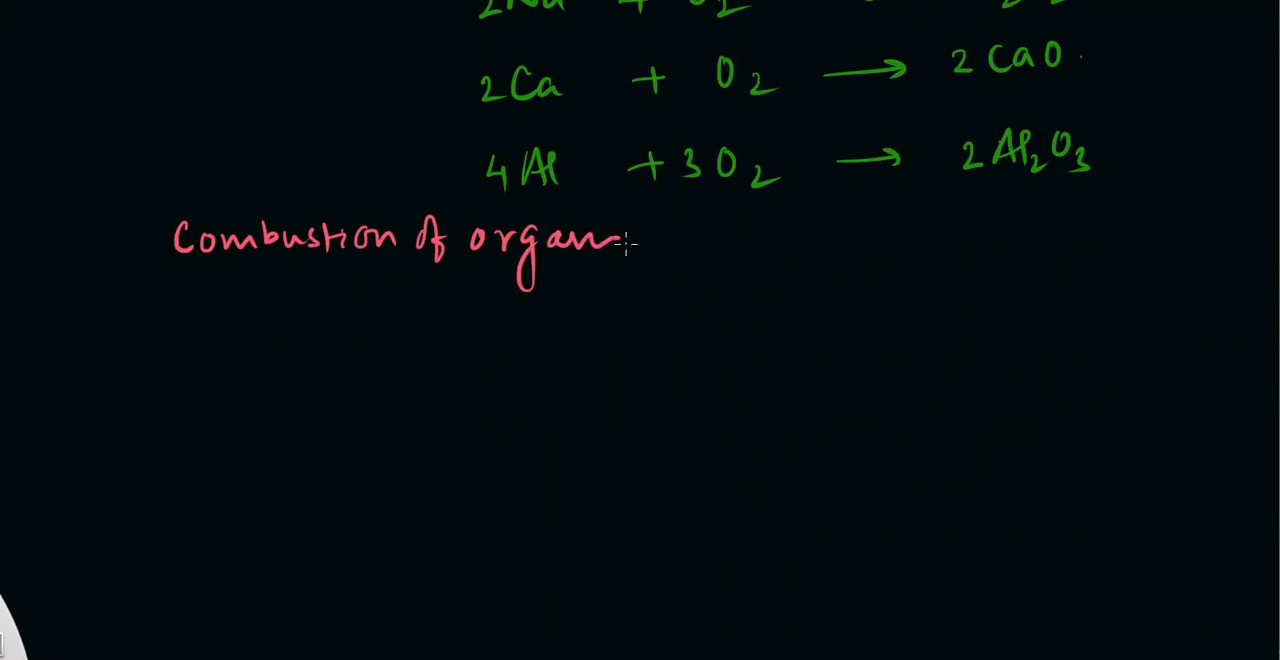 2Ca + O2 → 2CaO
4Al + 3O2 → 2Al2O3
Combustion of organ